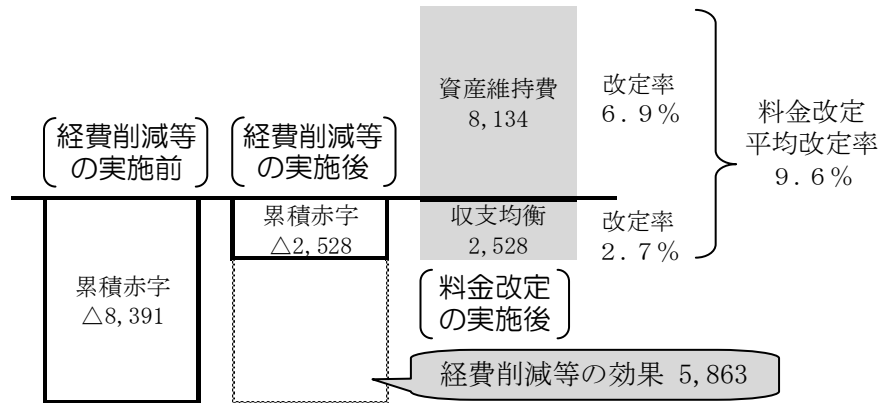 資産維持費
8,134
改定率
6.9%
料金改定
平均改定率
9.6%
経費削減等
の実施前
経費削減等
の実施後
累積赤字
△2,528
収支均衡
2,528
改定率
2.7%
累積赤字
△8,391
料金改定
の実施後
経費削減等の効果 5,863